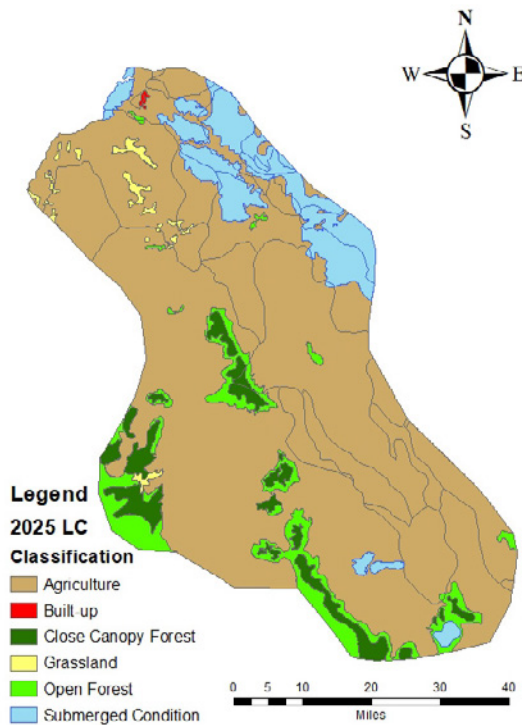 N
W E
S
Legend
2025 LC
Classification
Agriculture
Built-up
Close Canopy Forest
Grassland
Open Forest
Submerged Condition
0 5 10 20 30 40
Miles